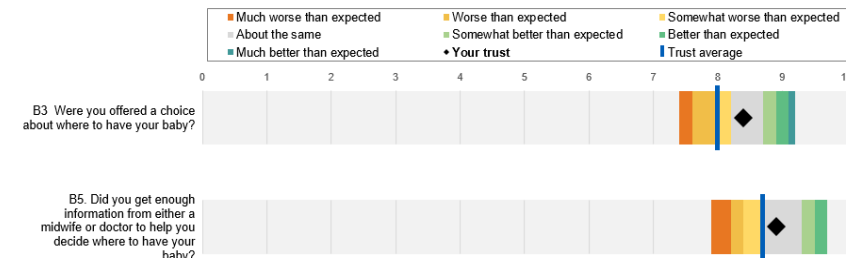 Much worse than expected Worse than expected Somewhat worse than expected
About the same Somewhat better than expected Better than expected
Much better than expected Your trust Trust average
0 1 2 3 4 5 6 7 8 9 1
B3 Were you offered a choice
about where to have your baby?
B5. Did you get enough
information from either a
midwife or doctor to help you
decide where to have your
baby?